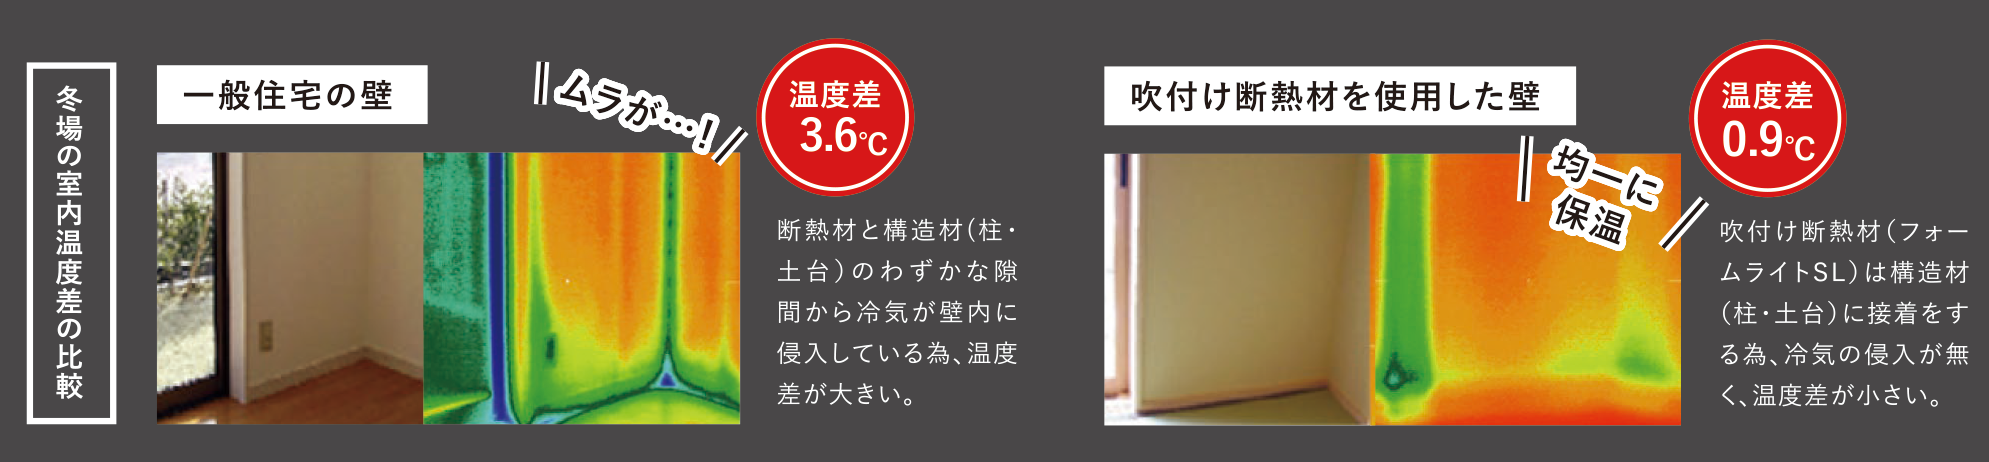 冬場の室内温度差の比較
一般住宅の壁
ムラが…!
温度差
3.6℃
断熱材と構造材(柱・
土台)のわずかな隙
間から冷気が壁内に
侵入している為、温度
差が大きい。
吹付け断熱材を使用した壁
均一に
保温
温度差
0.9℃
吹付け断熱材(フォー
ムライトSL)は構造材
(柱・土台)に接着をす
る為、冷気の侵入が無
く、温度差が小さい。